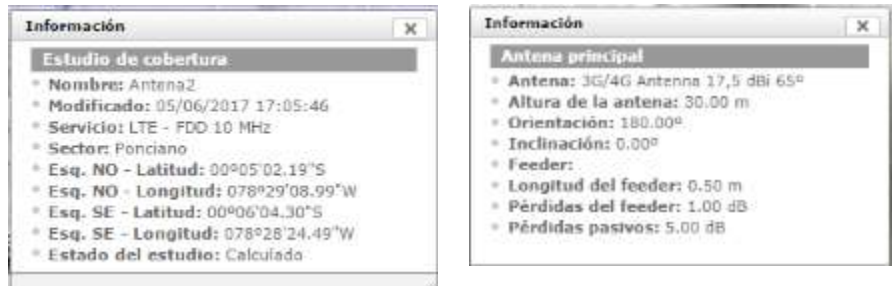 Información
Estudio de cobertura
Nombre: Antena2
Modificado: 05/06/2017 17:05:46
Servicio: LTE - FDD 10 MHz
Sector: Ponciano
Esq. NO - Latitud: 00º05'02.19"S
Esq. NO - Longitud: 078º29'08.99"W
Esq. SE - Latitud: 00º06'04.30"S
Esq. SE - Longitud: 078º28'24.49"W
Estado del estudio: Calculado
Información
Antena principal
Antena: 3G/4G Antenna 17,5 dBi 65º
Altura de la antena: 30.00 m
Orientación: 180.00º
Inclinación: 0.00º
Feeder:
Longitud del feeder: 0.50 m
Pérdidas del feeder: 1.00 dB
Pérdidas pasivos: 5.00 dB